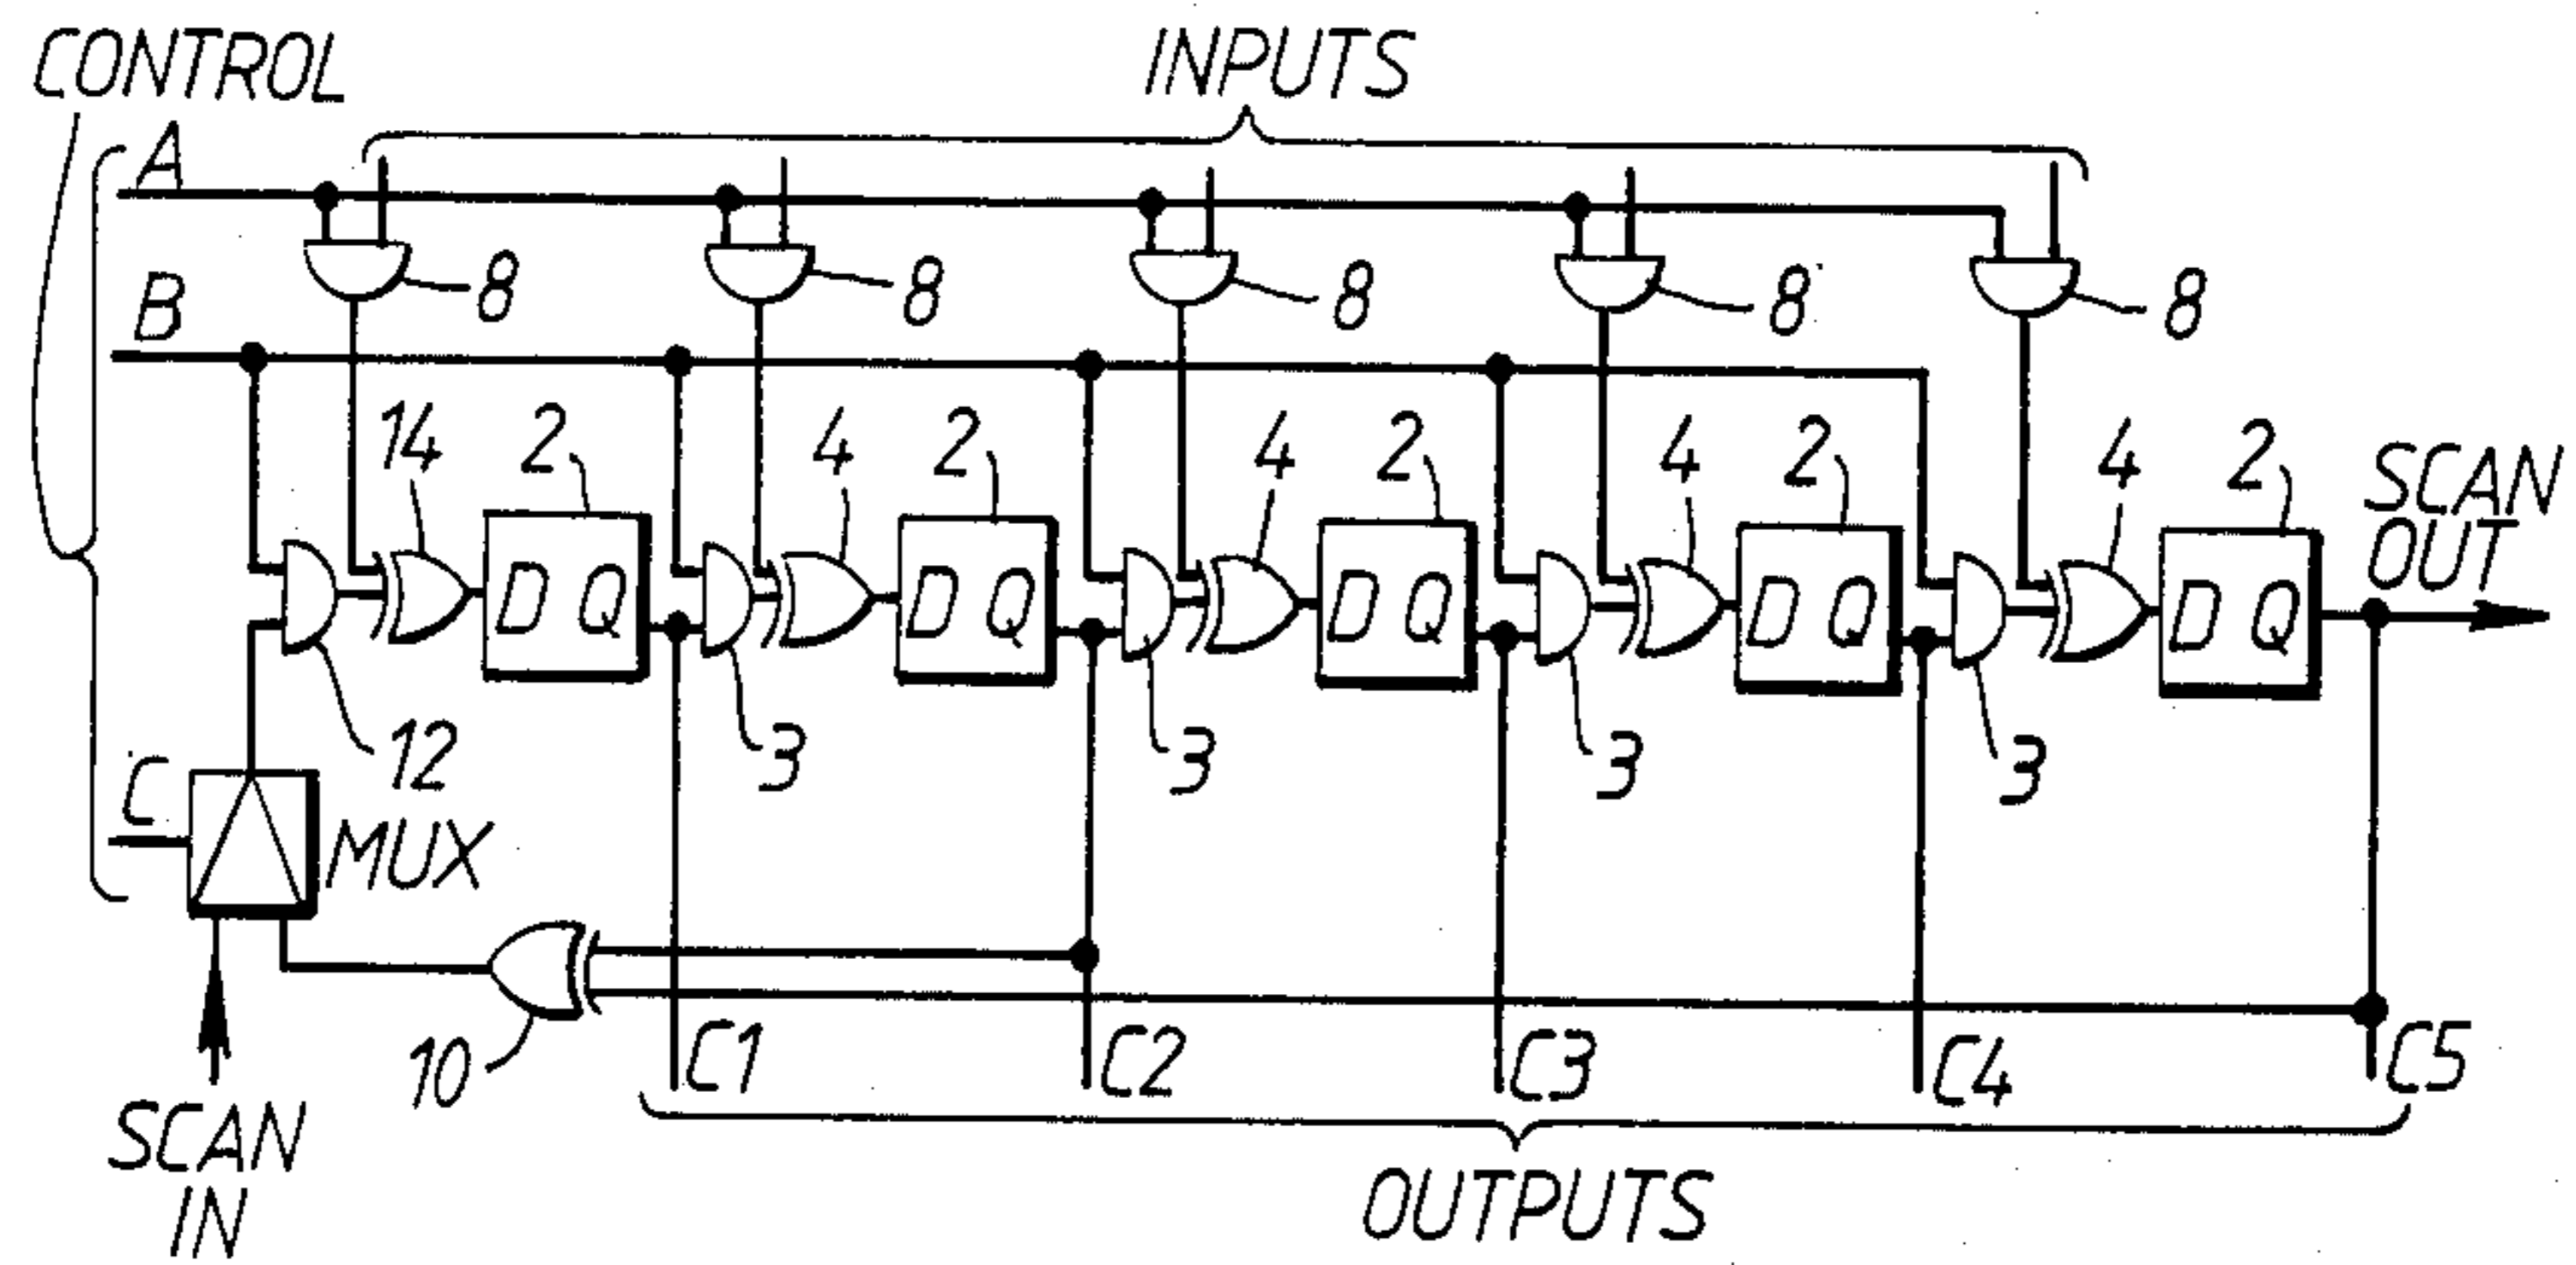 CONTROL
INPUTS
A
8 8 8 8 8
B
14 2 4 2 4 2 4 2 4 2
SCAN
OUT
D Q D Q D Q D Q D Q
12 3 3 3 3
C
MUX
10
C1 C2 C3 C4 C5
SCAN
IN
OUTPUTS